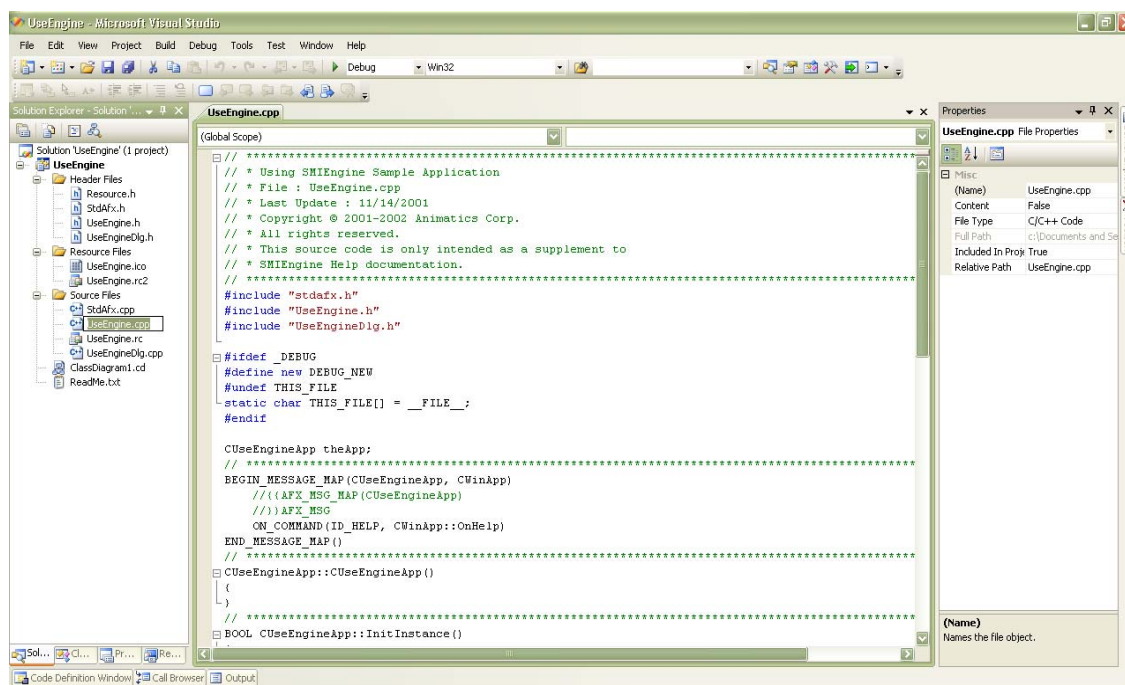 UseEngine - Microsoft Visual Studio
File Edit View Project Build Debug Tools Test Window Help
Debug Win32
Solution Explorer - Solution '...
UseEngine.cpp
Properties
(Global Scope)
UseEngine.cpp File Properties
Solution 'UseEngine' (1 project)
UseEngine
Header Files
Resource.h
StdAfx.h
UseEngine.h
UseEngineDlg.h
Resource Files
UseEngine.ico
UseEngine.rc2
Source Files
StdAfx.cpp
UseEngine.cpp
UseEngine.rc
UseEngineDlg.cpp
ClassDiagram1.cd
ReadMe.txt
// ******************************************************************************
// * Using SMIEngine Sample Application
// * File : UseEngine.cpp
// * Last Update : 11/14/2001
// * Copyright © 2001-2002 Animatics Corp.
// * All rights reserved.
// * This source code is only intended as a supplement to
// * SMIEngine Help documentation.
// ******************************************************************************
#include "stdafx.h"
#include "UseEngine.h"
#include "UseEngineDlg.h"
#ifdef _DEBUG
#define new DEBUG_NEW
#undef THIS_FILE
static char THIS_FILE[] = __FILE__;
#endif
CUseEngineApp theApp;
// ******************************************************************************
BEGIN_MESSAGE_MAP(CUseEngineApp, CWinApp)
//((AFX_MSG_MAP(CUseEngineApp)
//))AFX_MSG
ON_COMMAND(ID_HELP, CWinApp::OnHelp)
END_MESSAGE_MAP()
// ******************************************************************************
CUseEngineApp::CUseEngineApp()
{
}
// ******************************************************************************
BOOL CUseEngineApp::InitInstance()
Misc
(Name) UseEngine.cpp
Content False
File Type C/C++ Code
Full Path c:\Documents and Se
Included In Proje True
Relative Path UseEngine.cpp
(Name)
Names the file object.
Sol... Cl... Pr... Re...
Code Definition Window Call Browser Output